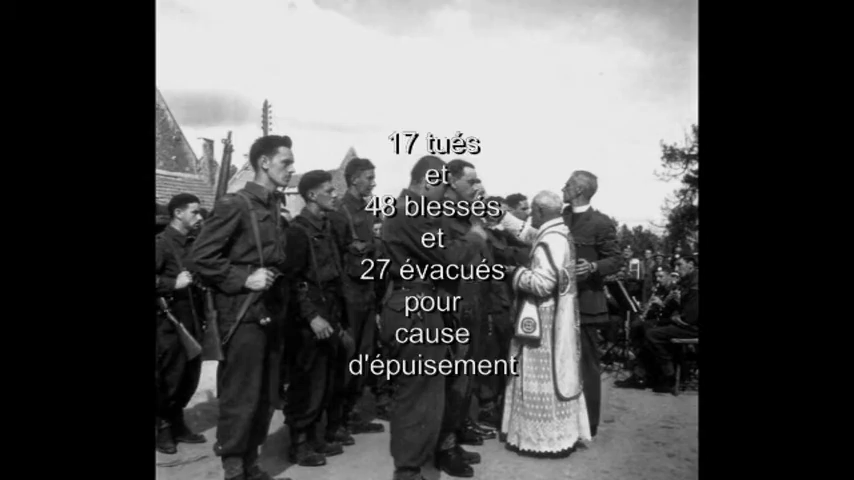 17 tués
et
48 blessés
et
27 évacués
pour
cause
d'épuisement